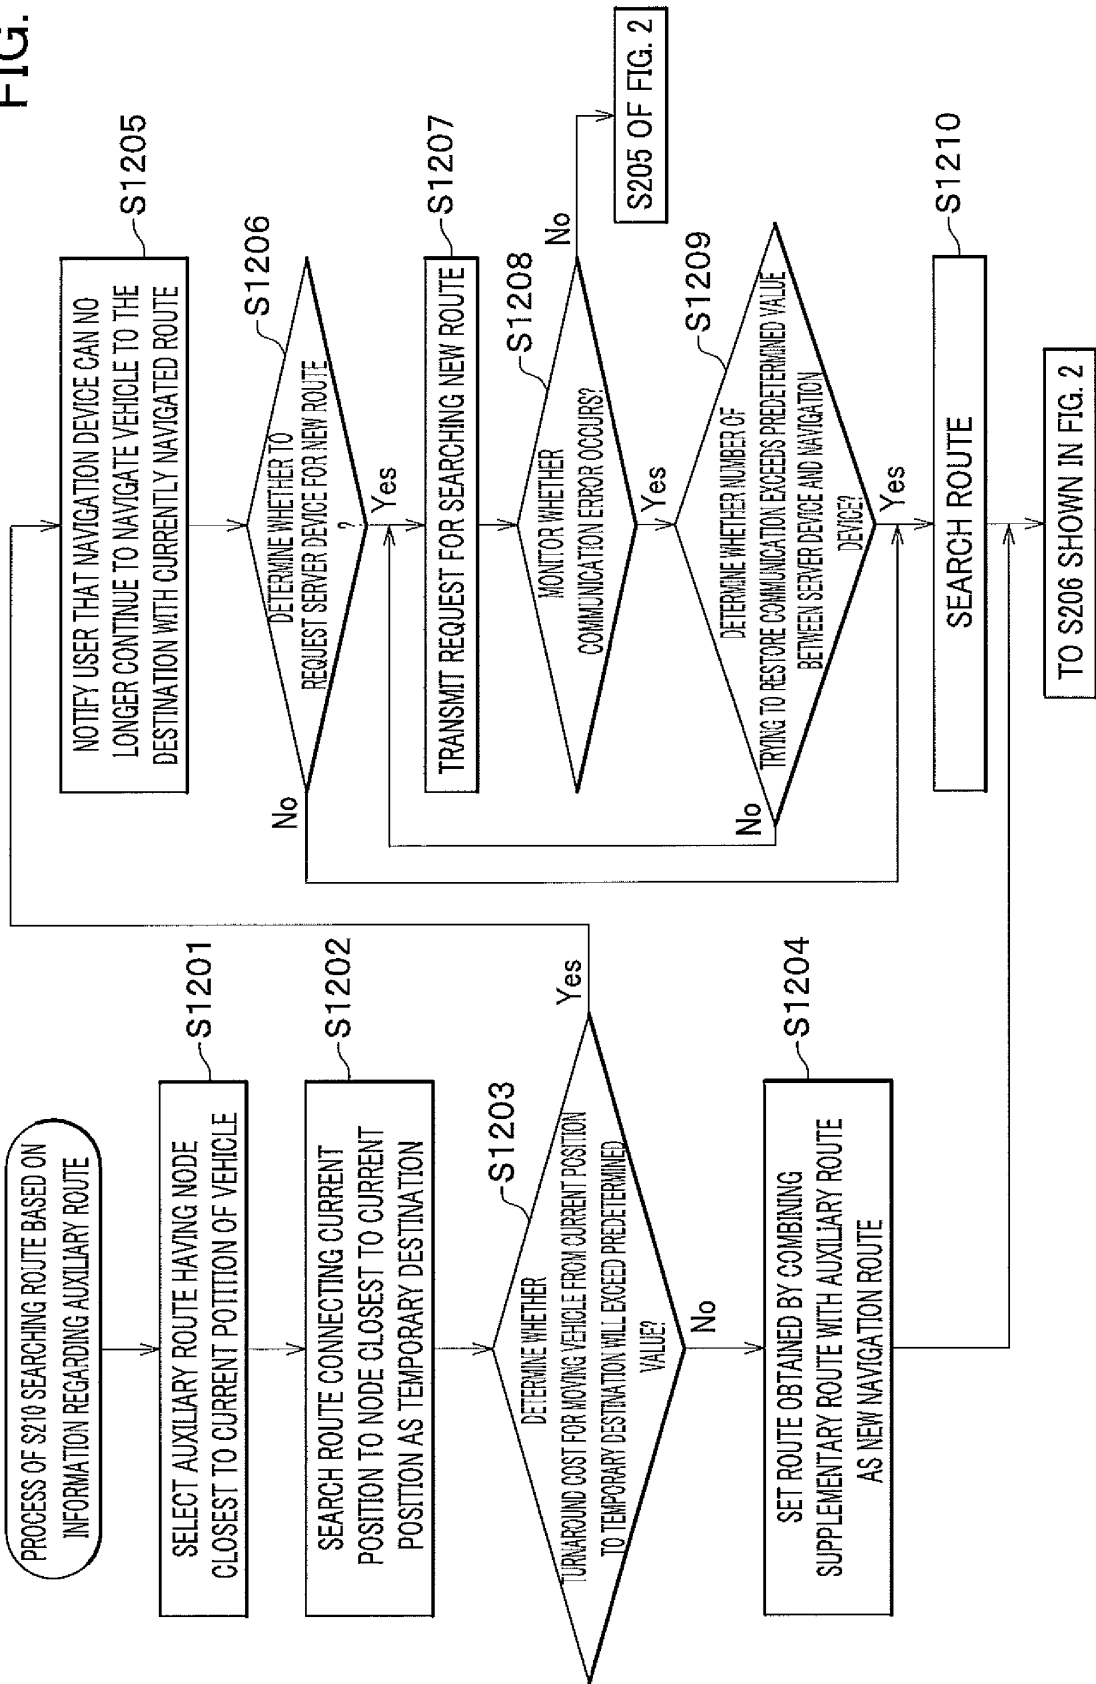 FIG.
PROCESS OF S210 SEARCHING ROUTE BASED ON
INFORMATION REGARDING AUXILIARY ROUTE
S1201
SELECT AUXILIARY ROUTE HAVING NODE
CLOSEST TO CURRENT POTITION OF VEHICLE
S1202
SEARCH ROUTE CONNECTING CURRENT
POSITION TO NODE CLOSEST TO CURRENT
POSITION AS TEMPORARY DESTINATION
S1203
DETERMINE WHETHER
TURNAROUND COST FOR MOVING VEHICLE FROM CURRENT POSITION
TO TEMPORARY DESTINATION WILL EXCEED PREDETERMINED
VALUE?
Yes
No
S1204
SET ROUTE OBTAINED BY COMBINING
SUPPLEMENTARY ROUTE WITH AUXILIARY ROUTE
AS NEW NAVIGATION ROUTE
S1205
NOTIFY USER THAT NAVIGATION DEVICE CAN NO
LONGER CONTINUE TO NAVIGATE VEHICLE TO THE
DESTINATION WITH CURRENTLY NAVIGATED ROUTE
S1206
DETERMINE WHETHER TO
REQUEST SERVER DEVICE FOR NEW ROUTE
?
No
Yes
S1207
TRANSMIT REQUEST FOR SEARCHING NEW ROUTE
S1208
MONITOR WHETHER
COMMUNICATION ERROR OCCURS?
No
S205 OF FIG. 2
Yes
S1209
DETERMINE WHETHER NUMBER OF
TRYING TO RESTORE COMMUNICATION EXCEEDS PREDETERMINED VALUE
BETWEEN SERVER DEVICE AND NAVIGATION
DEVICE?
No
Yes
S1210
SEARCH ROUTE
TO S206 SHOWN IN FIG. 2